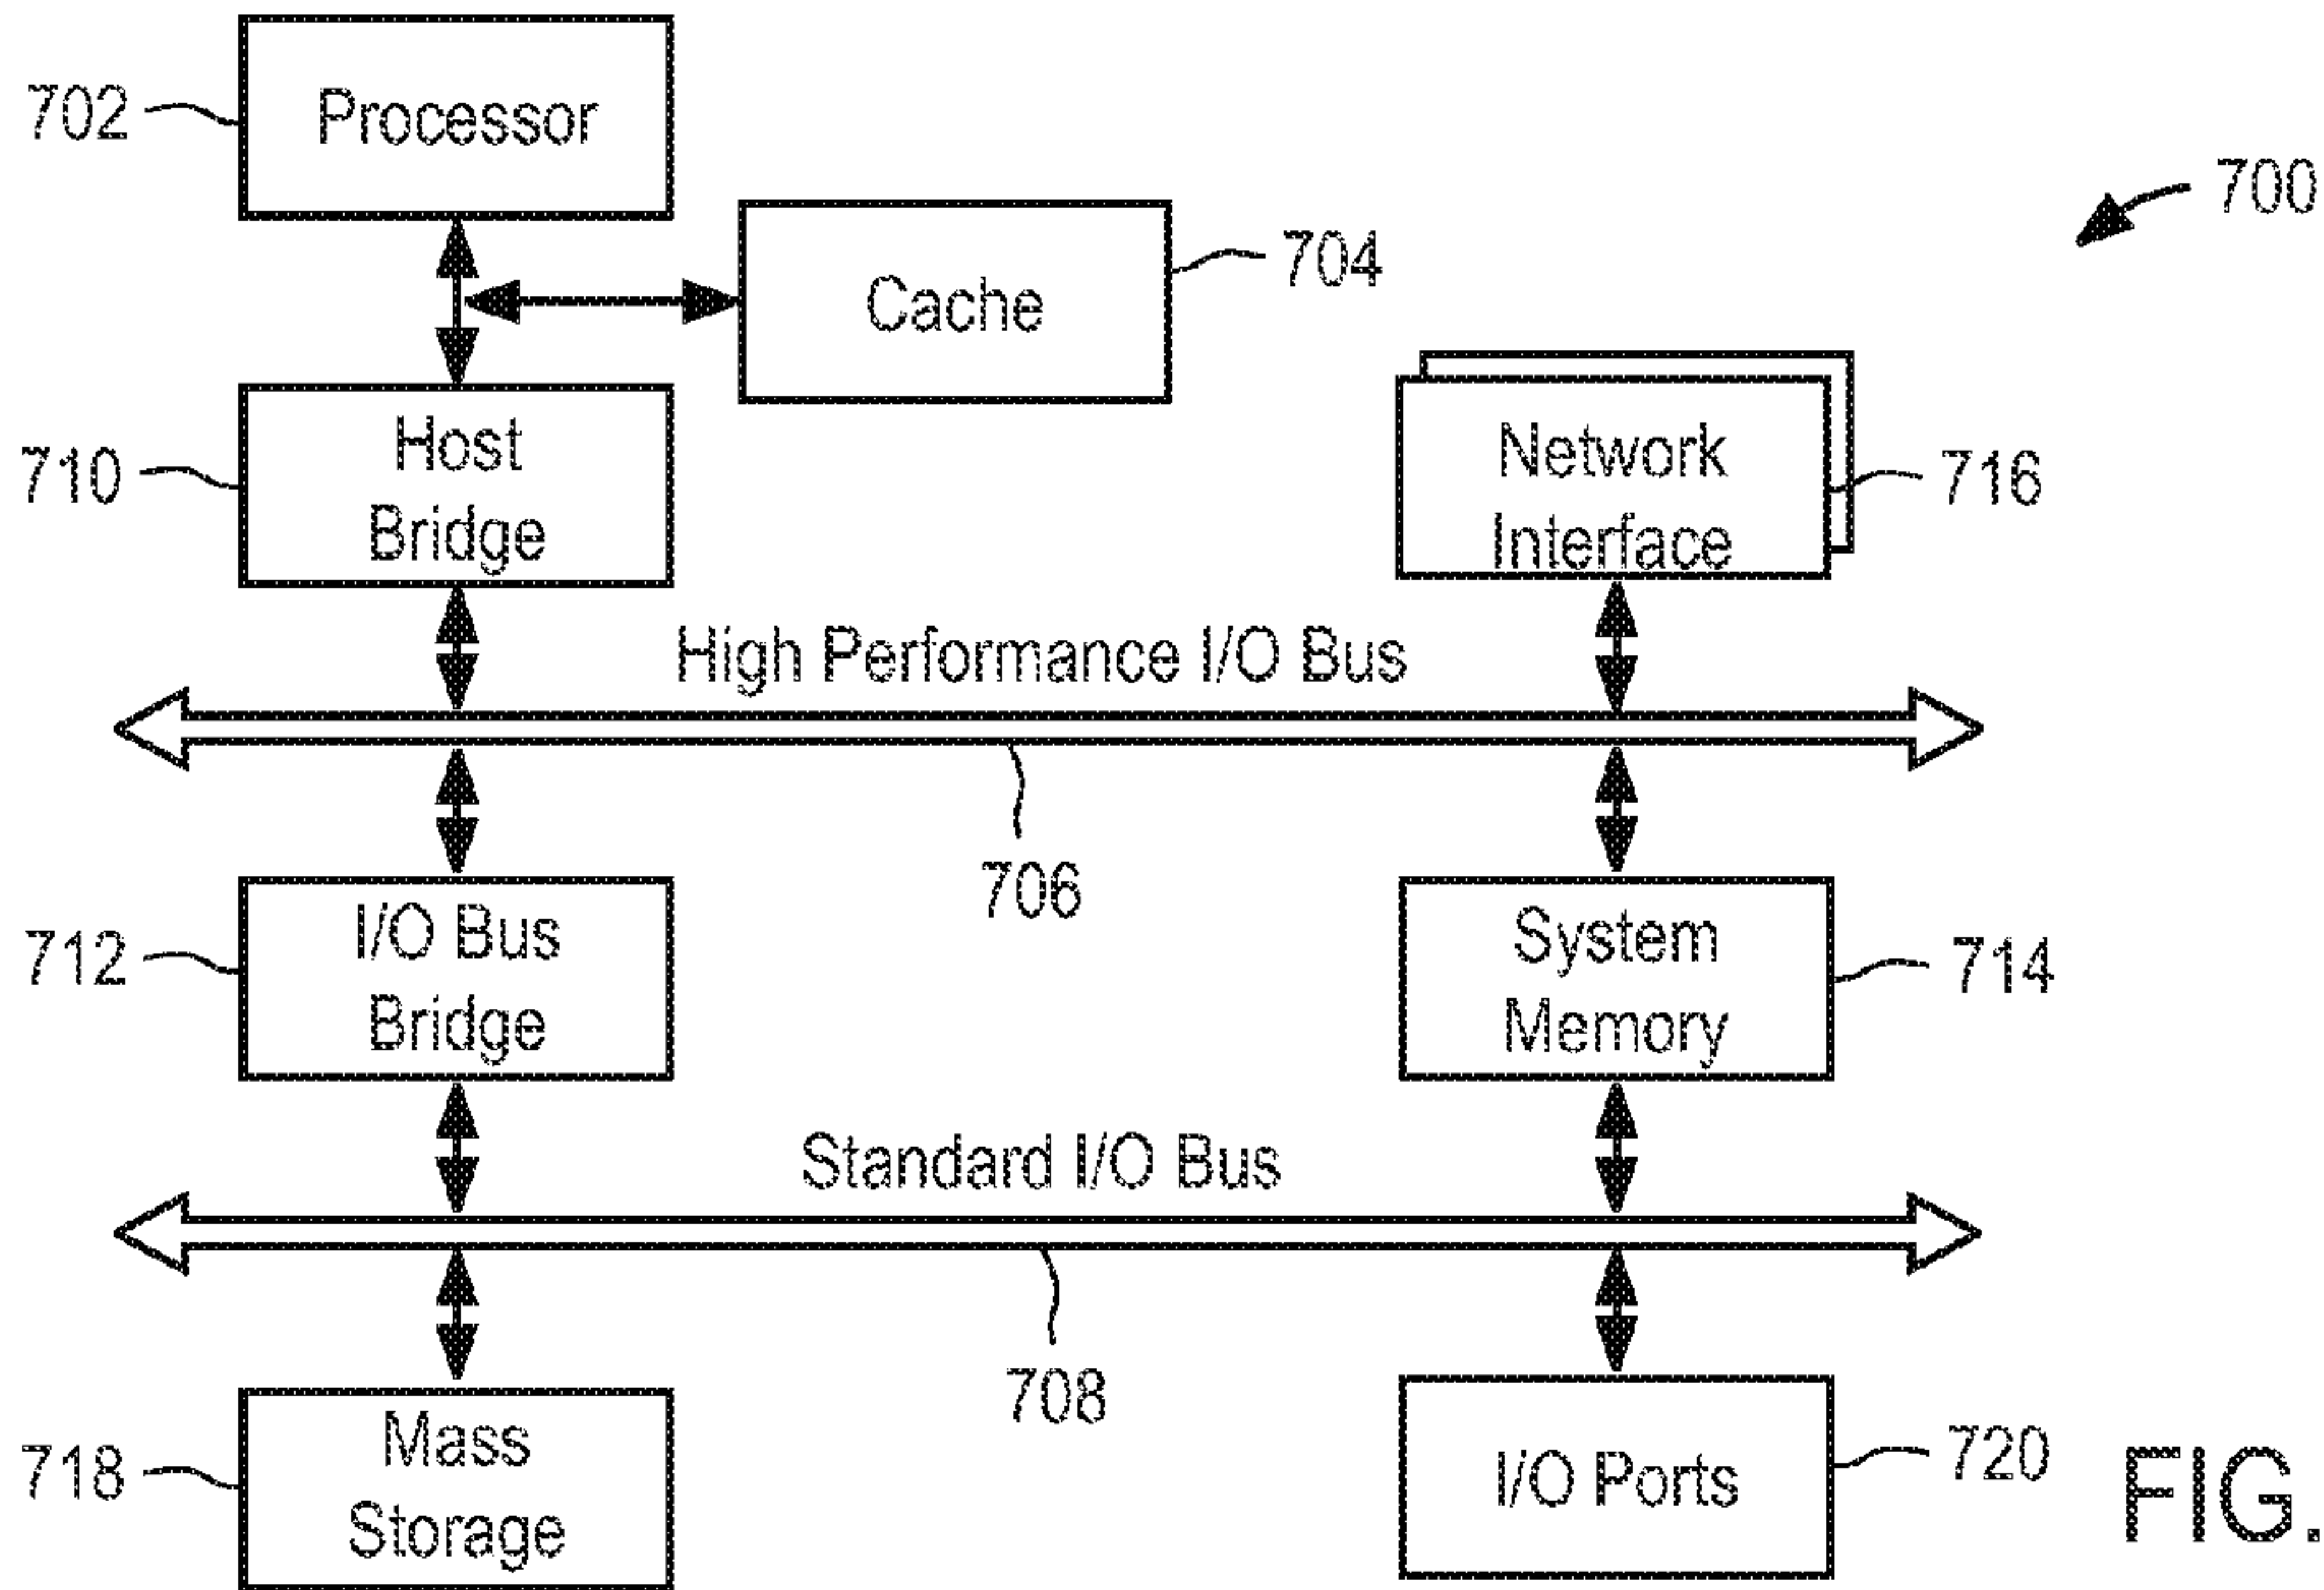 702
Processor
700
704
Cache
710
Host
Bridge
Network
Interface
716
High Performance I/O Bus
706
712
I/O Bus
Bridge
System
Memory
714
Standard I/O Bus
708
718
Mass
Storage
I/O Ports
720
FIG.